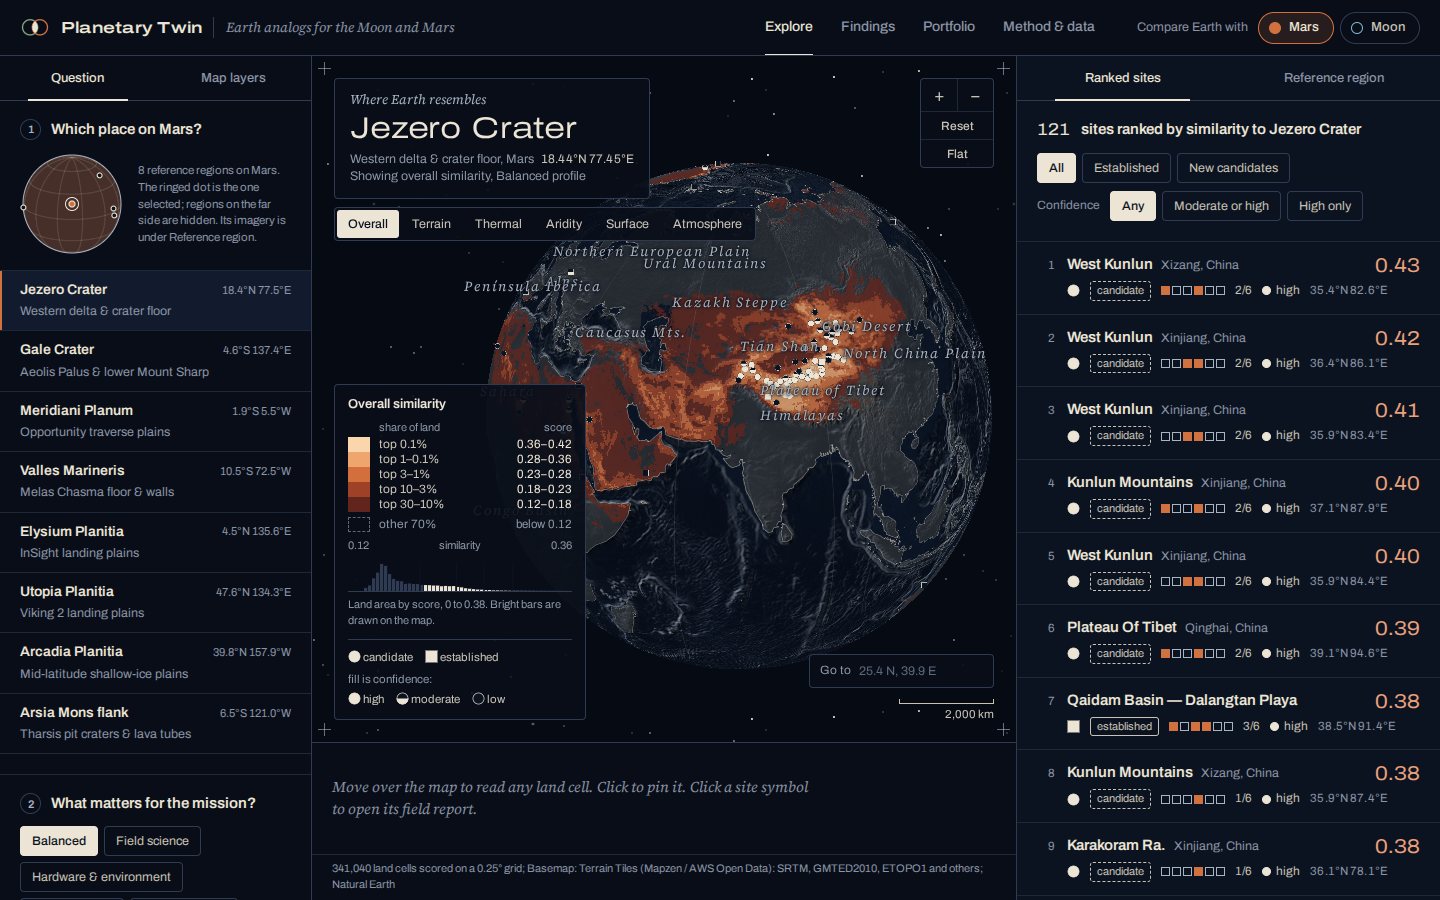 Planetary Twin
Earth analogs for the Moon and Mars
Explore
Findings
Portfolio
Method & data
Compare Earth with
Mars
Moon
Question
Map layers
1
Which place on Mars?
8 reference regions on Mars.
The ringed dot is the one
selected; regions on the far
side are hidden. Its imagery is
under Reference region.
Jezero Crater
18.4°N 77.5°E
Western delta & crater floor
Gale Crater
4.6°S 137.4°E
Aeolis Palus & lower Mount Sharp
Meridiani Planum
1.9°S 5.5°W
Opportunity traverse plains
Valles Marineris
10.5°S 72.5°W
Melas Chasma floor & walls
Elysium Planitia
4.5°N 135.6°E
InSight landing plains
Utopia Planitia
47.6°N 134.3°E
Viking 2 landing plains
Arcadia Planitia
39.8°N 157.9°W
Mid-latitude shallow-ice plains
Arsia Mons flank
6.5°S 121.0°W
Tharsis pit craters & lava tubes
2
What matters for the mission?
Balanced
Field science
Hardware & environment
Where Earth resembles
Jezero Crater
Western delta & crater floor, Mars 18.44°N 77.45°E
Showing overall similarity, Balanced profile
Overall
Terrain
Thermal
Aridity
Surface
Atmosphere
+
−
Reset
Flat
Northern European Plain
Ural Mountains
Alps
Península Iberica
Kazakh Steppe
Caucasus Mts.
Gobi Desert
Tian Shan
North China Plain
Plateau of Tibet
Himalayas
Sahara
Overall similarity
share of land
score
top 0.1%
0.36–0.42
top 1–0.1%
0.28–0.36
top 3–1%
0.23–0.28
top 10–3%
0.18–0.23
top 30–10%
0.12–0.18
other 70%
below 0.12
0.12
similarity
0.36
Land area by score, 0 to 0.38. Bright bars are
drawn on the map.
candidate
established
fill is confidence:
high
moderate
low
Go to 25.4 N, 39.9 E
2,000 km
Move over the map to read any land cell. Click to pin it. Click a site symbol
to open its field report.
341,040 land cells scored on a 0.25° grid; Basemap: Terrain Tiles (Mapzen / AWS Open Data): SRTM, GMTED2010, ETOPO1 and others;
Natural Earth
Ranked sites
Reference region
121 sites ranked by similarity to Jezero Crater
All
Established
New candidates
Confidence
Any
Moderate or high
High only
1 West Kunlun Xizang, China 0.43
candidate 2/6 high 35.4°N 82.6°E
2 West Kunlun Xinjiang, China 0.42
candidate 2/6 high 36.4°N 86.1°E
3 West Kunlun Xinjiang, China 0.41
candidate 2/6 high 35.9°N 83.4°E
4 Kunlun Mountains Xinjiang, China 0.40
candidate 2/6 high 37.1°N 87.9°E
5 West Kunlun Xinjiang, China 0.40
candidate 2/6 high 35.9°N 84.4°E
6 Plateau Of Tibet Qinghai, China 0.39
candidate 2/6 high 39.1°N 94.6°E
7 Qaidam Basin — Dalangtan Playa 0.38
established 3/6 high 38.5°N 91.4°E
8 Kunlun Mountains Xizang, China 0.38
candidate 1/6 high 35.9°N 87.4°E
9 Karakoram Ra. Xinjiang, China 0.38
candidate 1/6 high 36.1°N 78.1°E